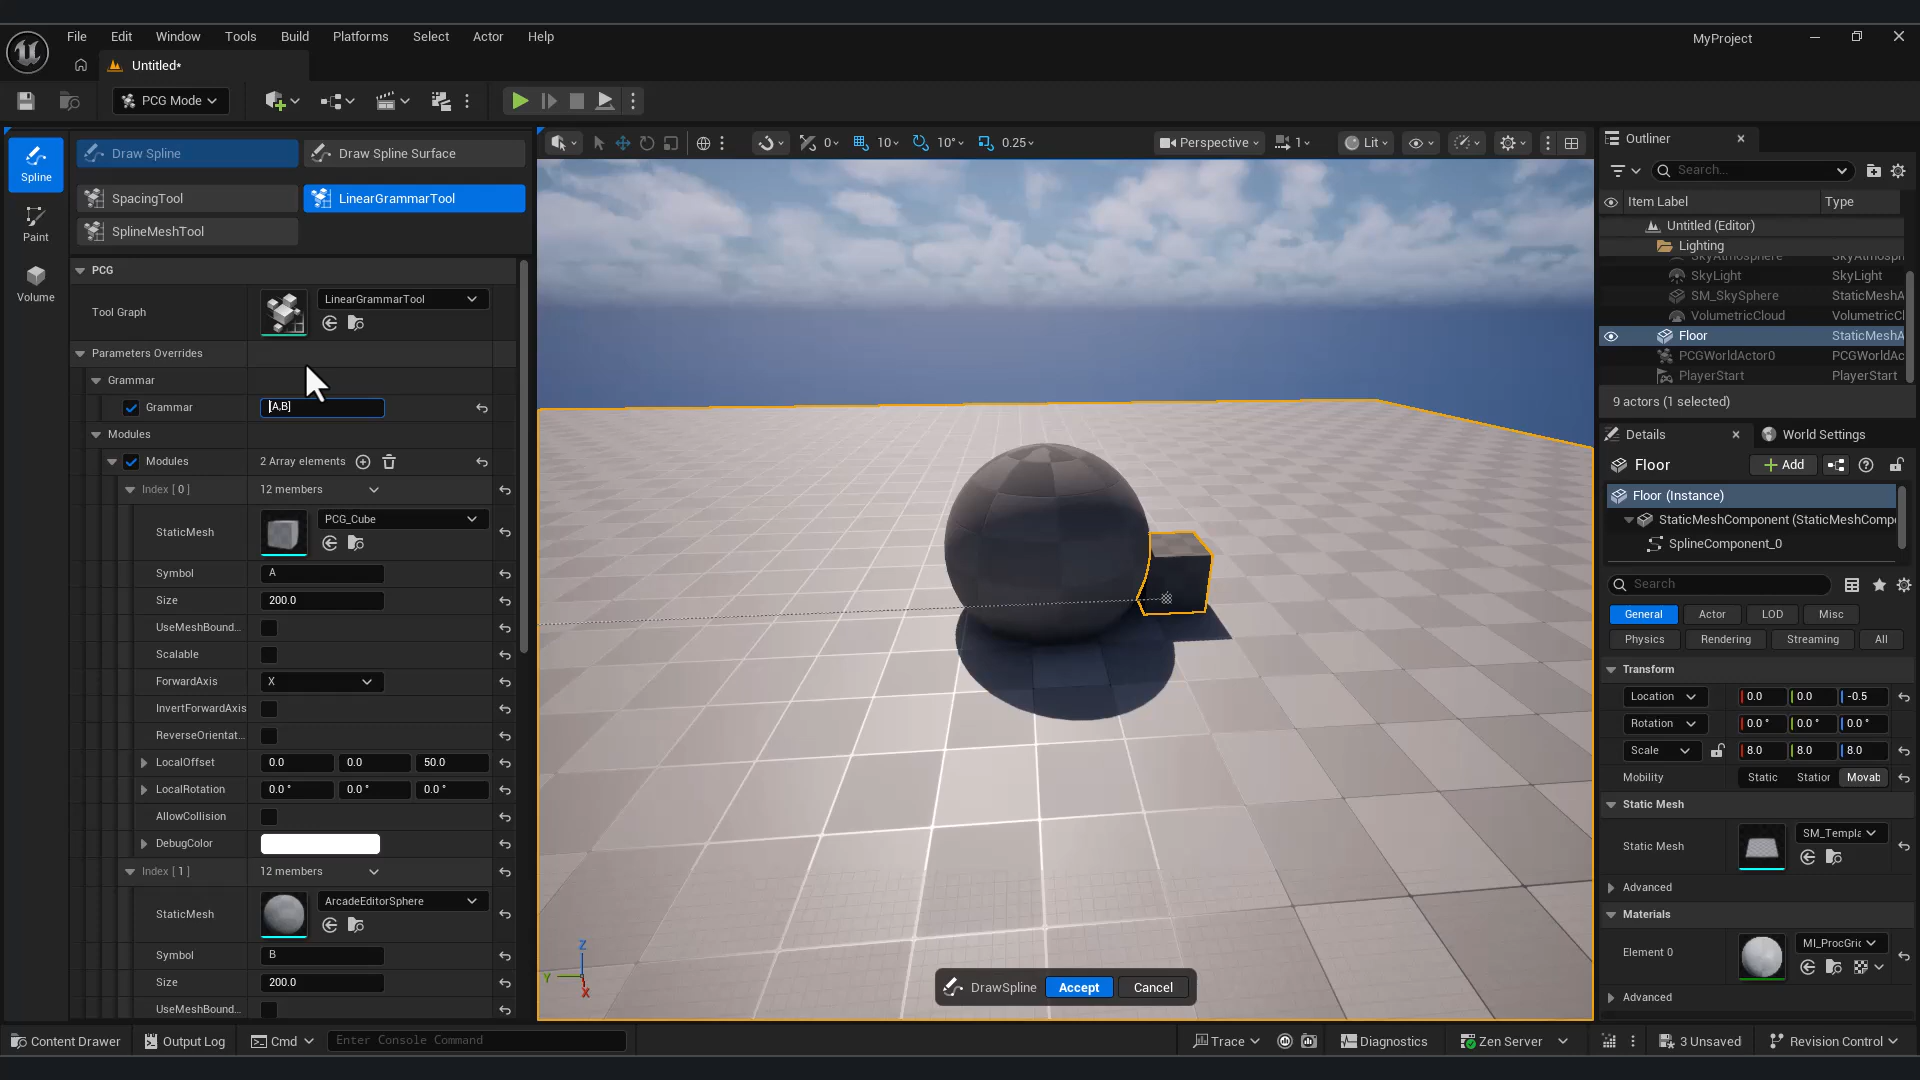 File Edit Window Tools Build Platforms Select Actor Help
MyProject
Untitled*
PCG Mode
Spline
Paint
Volume
Draw Spline
Draw Spline Surface
SpacingTool
LinearGrammarTool
SplineMeshTool
PCG
Tool Graph
LinearGrammarTool
Parameters Overrides
Grammar
Grammar
[A,B]
Modules
Modules
2 Array elements
Index [ 0 ]
12 members
StaticMesh
PCG_Cube
Symbol
A
Size
200.0
UseMeshBound...
Scalable
ForwardAxis
X
InvertForwardAxis
ReverseOrientat...
LocalOffset
0.0 0.0 50.0
LocalRotation
0.0 ° 0.0 ° 0.0 °
AllowCollision
DebugColor
Index [ 1 ]
12 members
StaticMesh
ArcadeEditorSphere
Symbol
B
Size
200.0
UseMeshBound...
0 10 10° 0.25
Perspective
1
Lit
Z
Y
X
DrawSpline
Accept
Cancel
Outliner
Search...
Item Label
Type
Untitled (Editor)
Lighting
SkyAtmosphere SkyAtmosph
SkyLight SkyLight
SM_SkySphere StaticMeshA
VolumetricCloud VolumetricCl
Floor StaticMeshA
PCGWorldActor0 PCGWorldAc
PlayerStart PlayerStart
9 actors (1 selected)
Details
World Settings
Floor
Add
Floor (Instance)
StaticMeshComponent (StaticMeshCompo
SplineComponent_0
Search
General Actor LOD Misc
Physics Rendering Streaming All
Transform
Location 0.0 0.0 -0.5
Rotation 0.0 ° 0.0 ° 0.0 °
Scale 8.0 8.0 8.0
Mobility Static Station Movab
Static Mesh
Static Mesh
SM_Templa
Advanced
Materials
Element 0
MI_ProcGric
Advanced
Content Drawer
Output Log
Cmd
Enter Console Command
Trace
Diagnostics
Zen Server
3 Unsaved
Revision Control